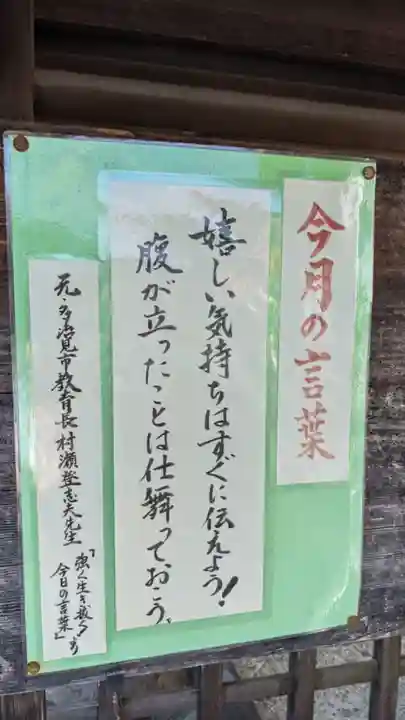 今月の言葉
嬉しい気持ちはすぐに伝えよう!
腹が立ったことは仕舞っておこう。
元・多治見市教育長 村瀬登志夫先生
「強く生き抜く
今日の言葉」より